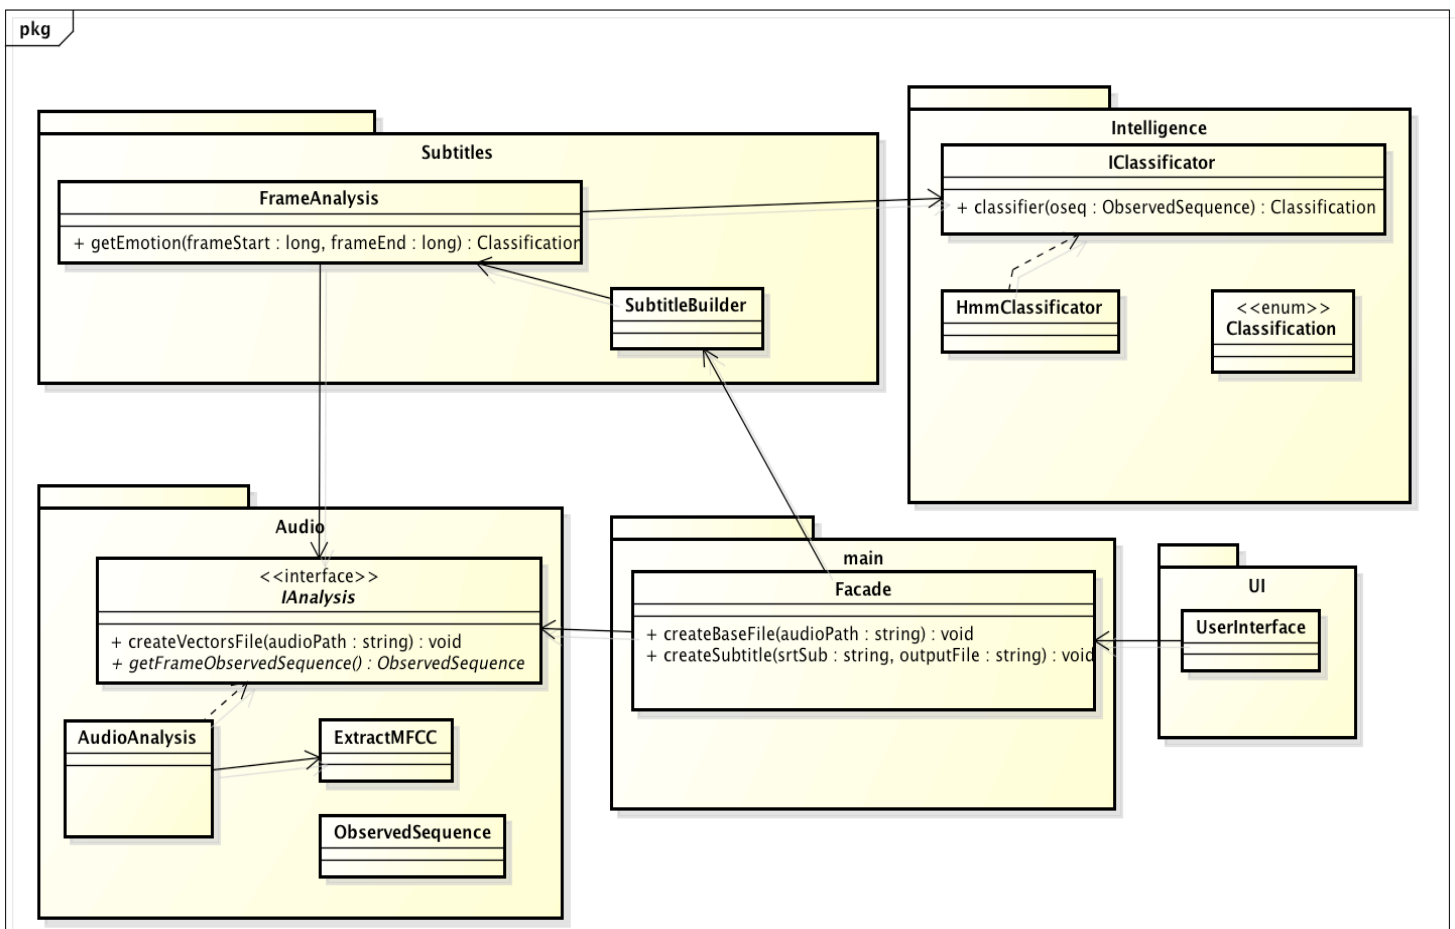 pkg
Subtitles
FrameAnalysis
+ getEmotion(frameStart : long, frameEnd : long) : Classification
SubtitleBuilder
Intelligence
IClassificator
+ classifier(oseq : ObservedSequence) : Classification
HmmClassificator
<<enum>>
Classification
Audio
<<interface>>
IAnalysis
+ createVectorsFile(audioPath : string) : void
+ getFrameObservedSequence() : ObservedSequence
AudioAnalysis
ExtractMFCC
ObservedSequence
main
Facade
+ createBaseFile(audioPath : string) : void
+ createSubtitle(srtSub : string, outputFile : string) : void
UI
UserInterface